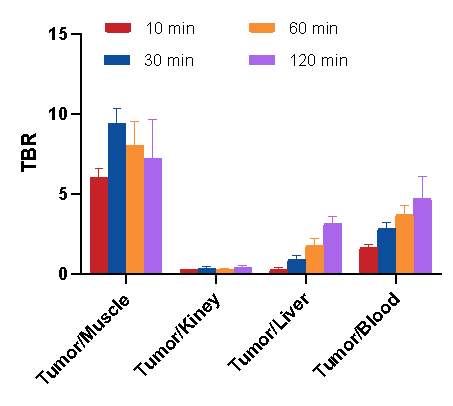 10 min
60 min
30 min
120 min
TBR
15
10
5
0
Tumor/Muscle
Tumor/Kiney
Tumor/Liver
Tumor/Blood